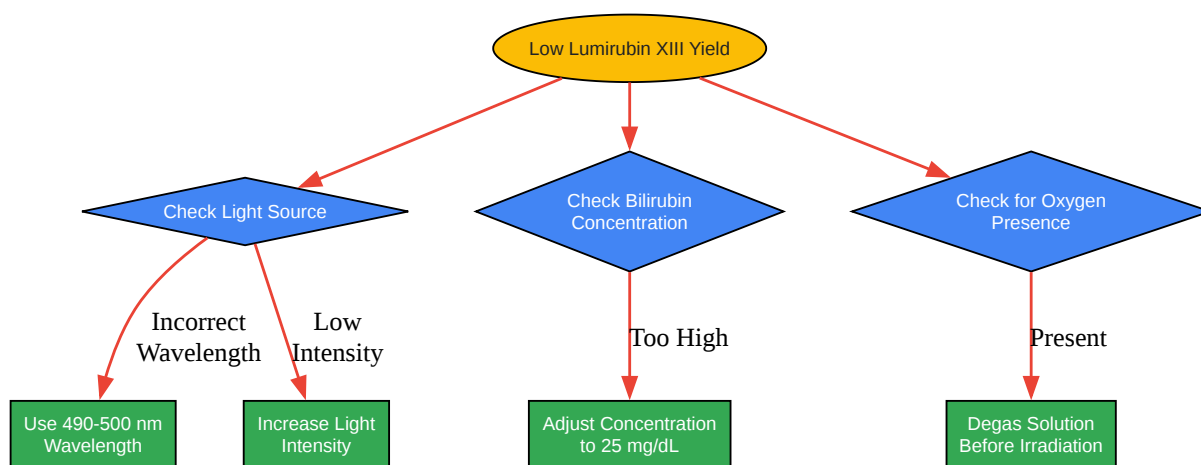 Low Lumirubin XIII Yield
Check Light Source
Check Bilirubin
Concentration
Check for Oxygen
Presence
Incorrect
Wavelength
Low
Intensity
Too High
Present
Use 490-500 nm
Wavelength
Increase Light
Intensity
Adjust Concentration
to 25 mg/dL
Degas Solution
Before Irradiation